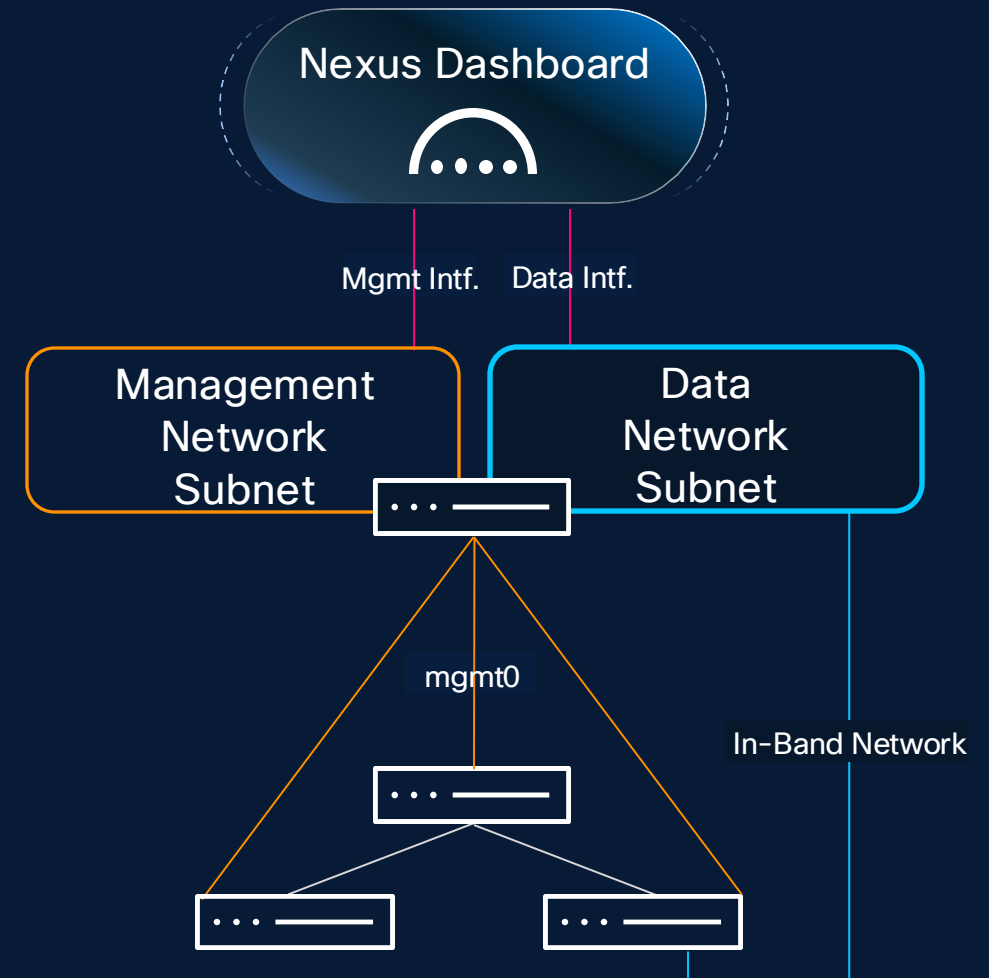 Nexus Dashboard
Mgmt Intf.
Data Intf.
Management
Network
Subnet
Data
Network
Subnet
mgmt0
In-Band Network